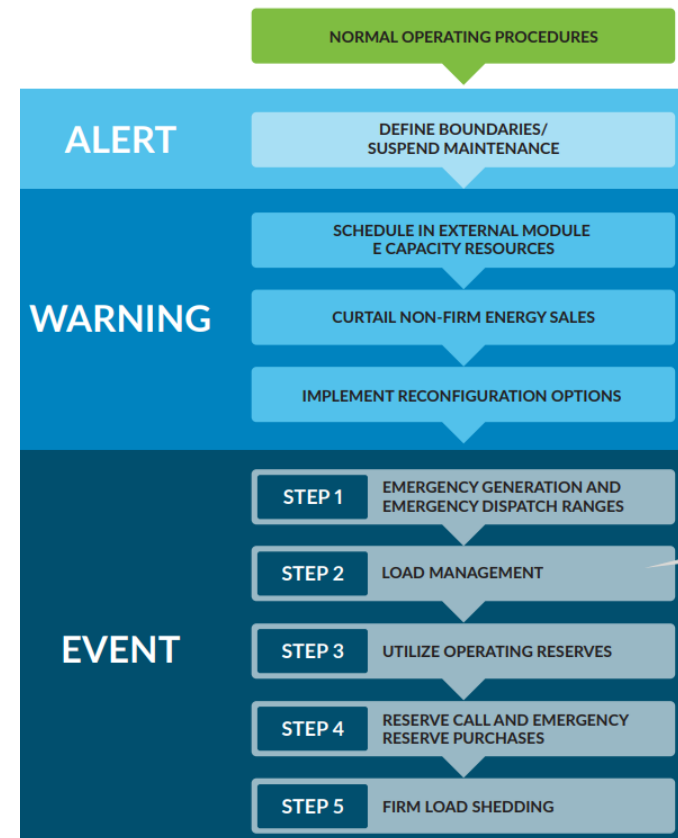 NORMAL OPERATING PROCEDURES
ALERT
DEFINE BOUNDARIES/
SUSPEND MAINTENANCE
WARNING
SCHEDULE IN EXTERNAL MODULE
E CAPACITY RESOURCES
CURTAIL NON-FIRM ENERGY SALES
IMPLEMENT RECONFIGURATION OPTIONS
EVENT
STEP 1
EMERGENCY GENERATION AND
EMERGENCY DISPATCH RANGES
STEP 2
LOAD MANAGEMENT
STEP 3
UTILIZE OPERATING RESERVES
STEP 4
RESERVE CALL AND EMERGENCY
RESERVE PURCHASES
STEP 5
FIRM LOAD SHEDDING